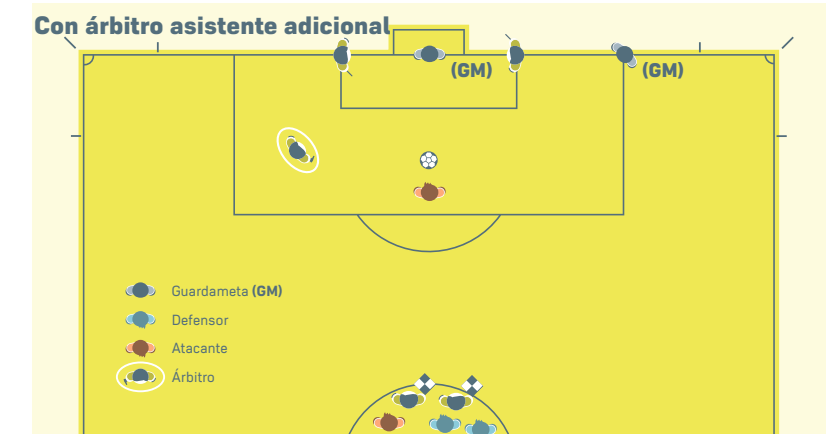 Con árbitro asistente adicional
(GM)
(GM)
Guardameta (GM)
Defensor
Atacante
Árbitro